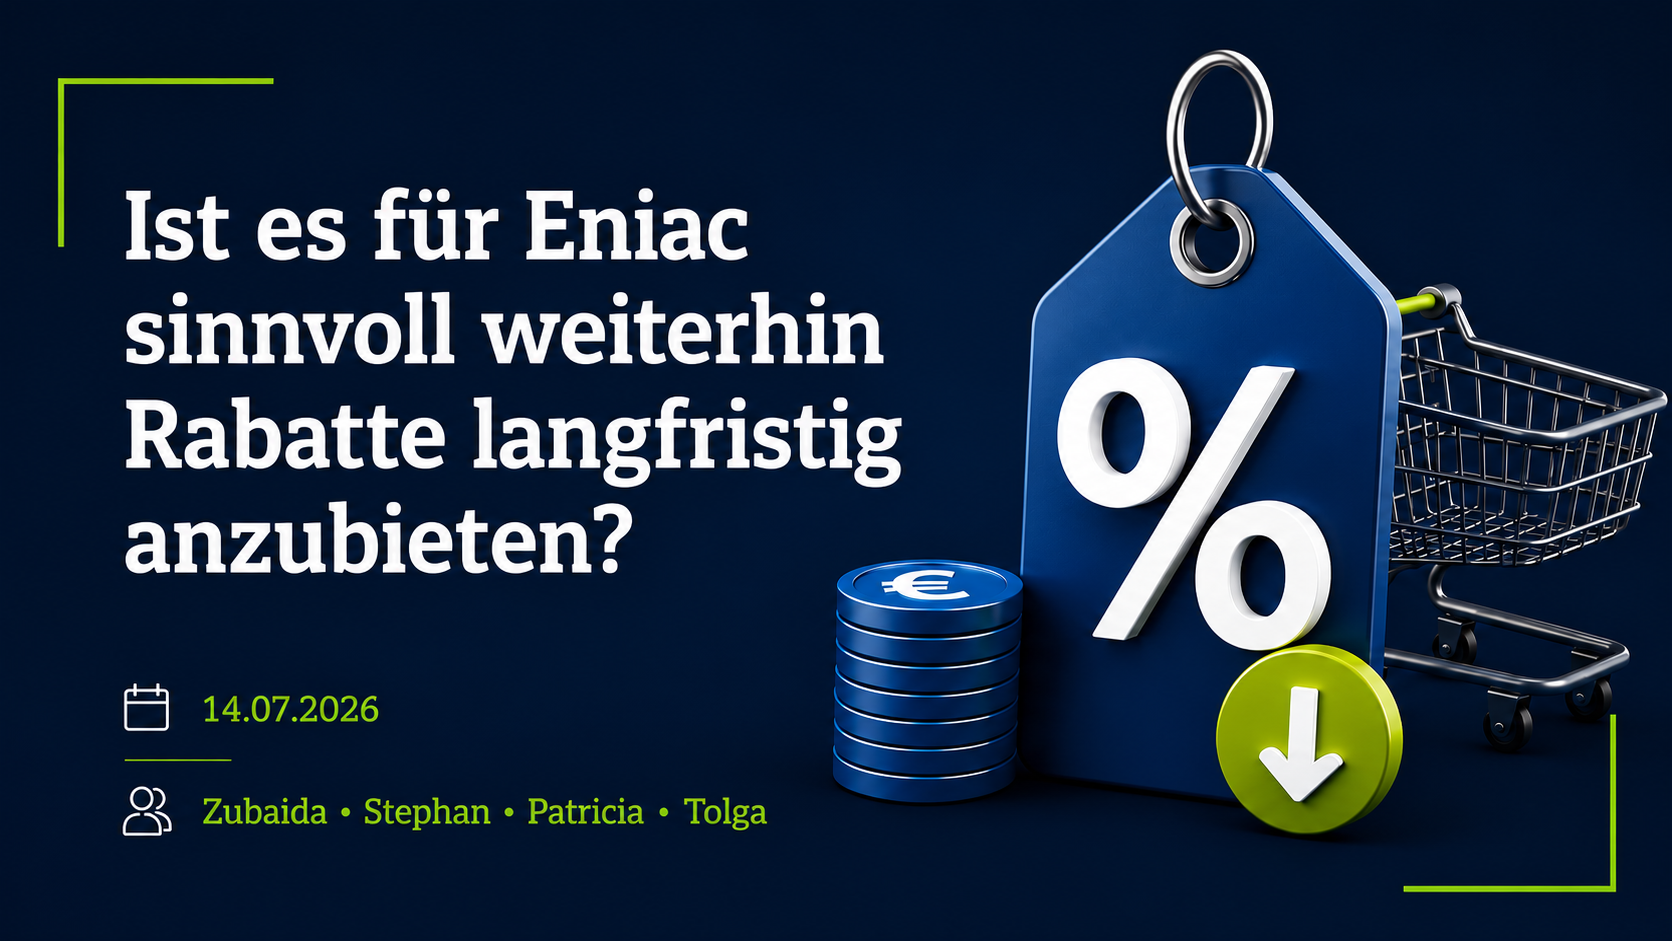 Ist es für Eniac
sinnvoll weiterhin
Rabatte langfristig
anzubieten?
14.07.2026
Zubaida • Stephan • Patricia • Tolga
%
€